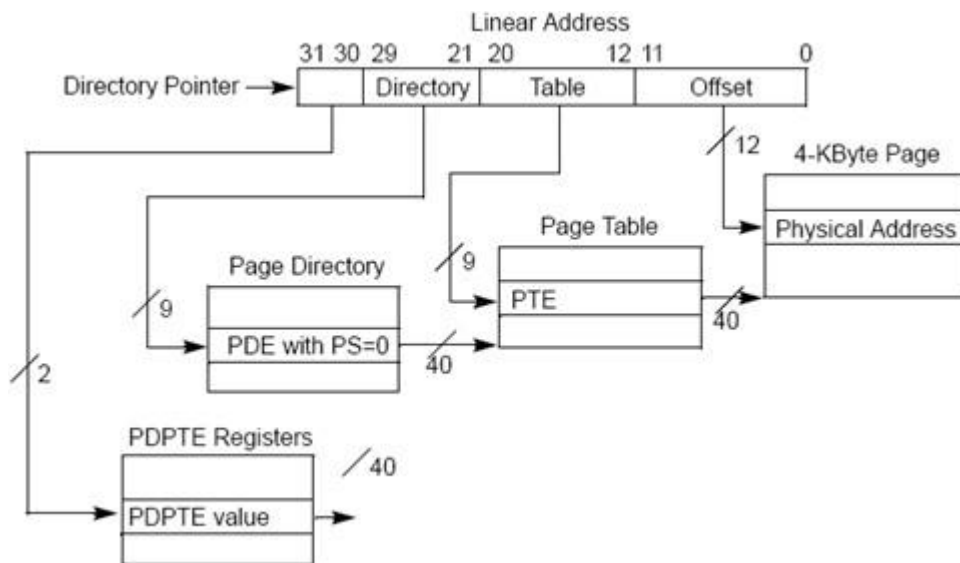 Linear Address
31 30 29 21 20 12 11 0
Directory Pointer Directory Table Offset
12
4-KByte Page
Physical Address
Page Table
9
PTE
40
Page Directory
9
PDE with PS=0
40
2
PDPTE Registers
40
PDPTE value